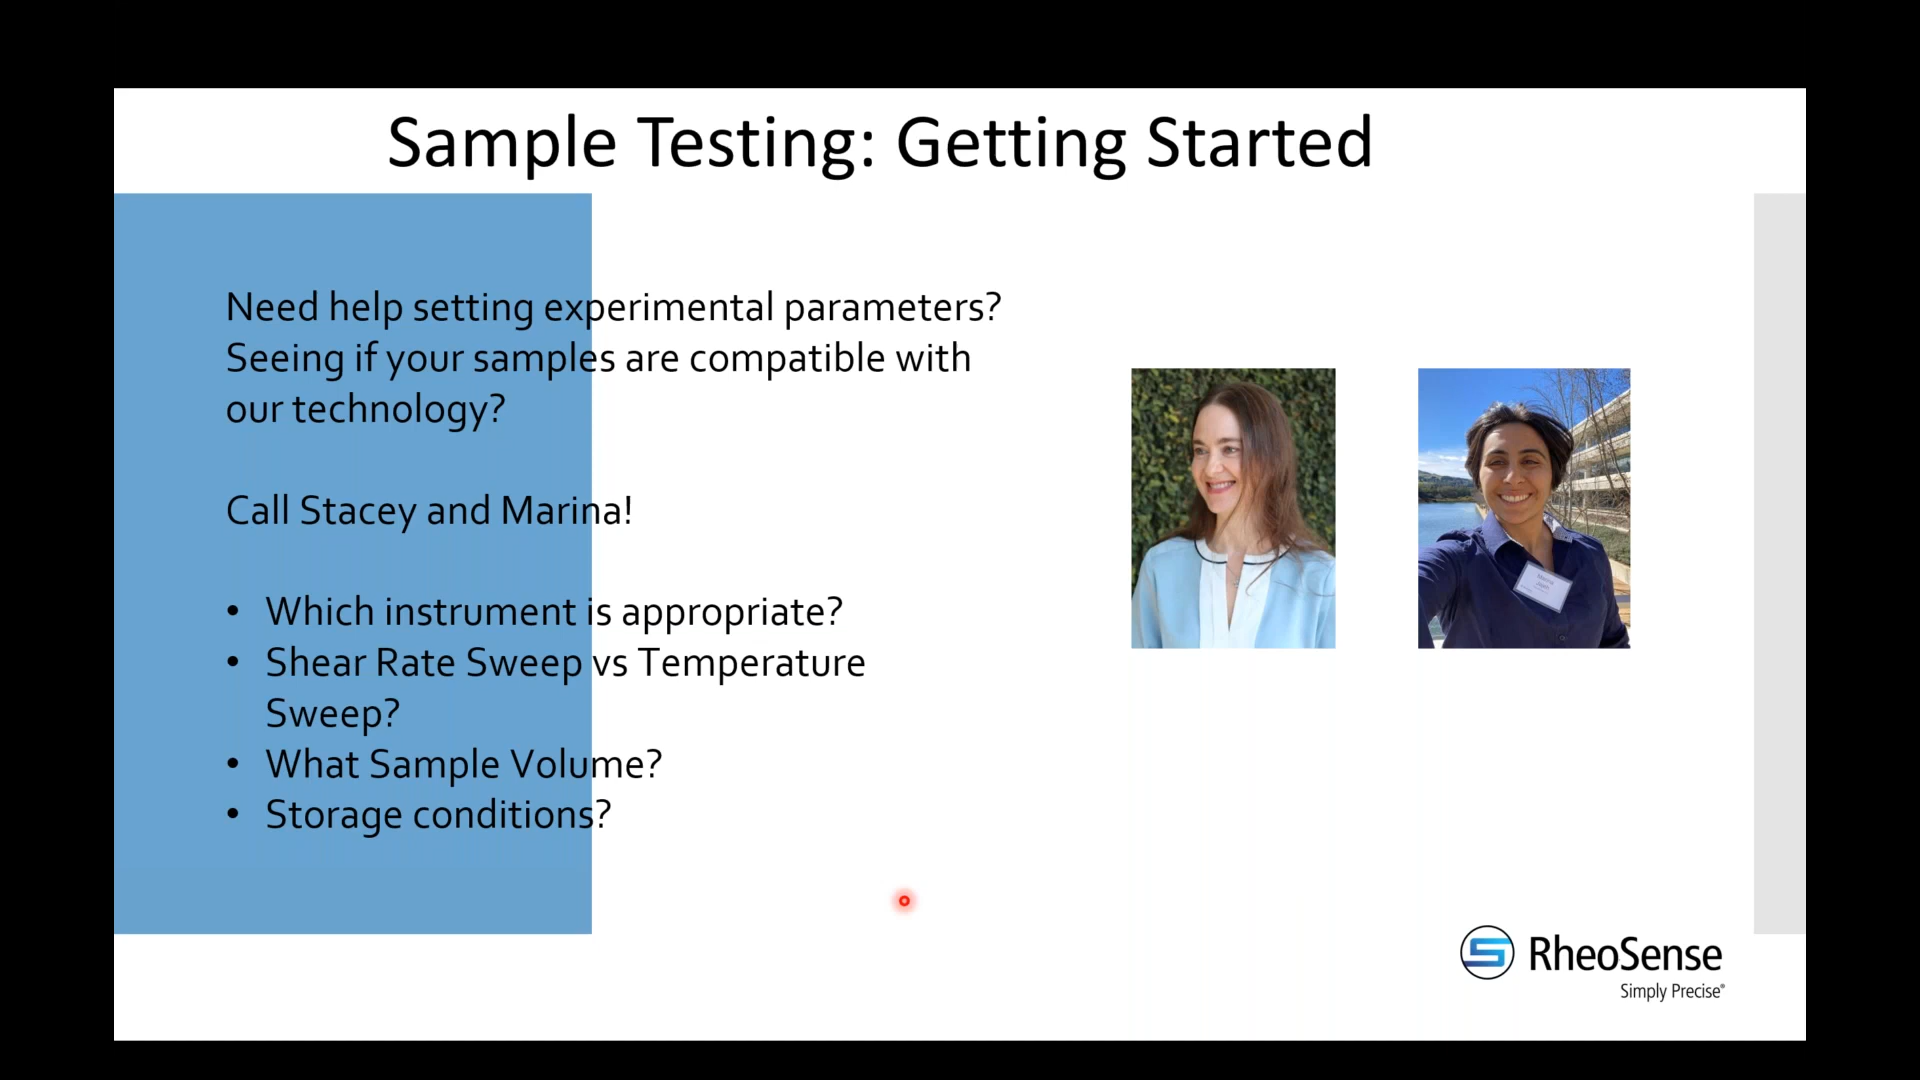 Sample Testing: Getting Started
Need help setting experimental parameters?
Seeing if your samples are compatible with
our technology?
Call Stacey and Marina!
• Which instrument is appropriate?
• Shear Rate Sweep vs Temperature
Sweep?
• What Sample Volume?
• Storage conditions?
Marina
RheoSense
Simply Precise®